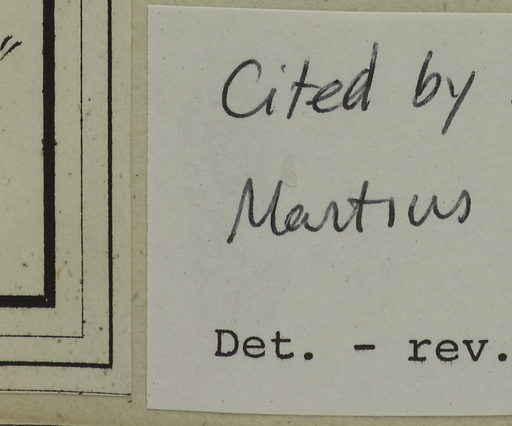 Cited by
Martius
Det. - rev.